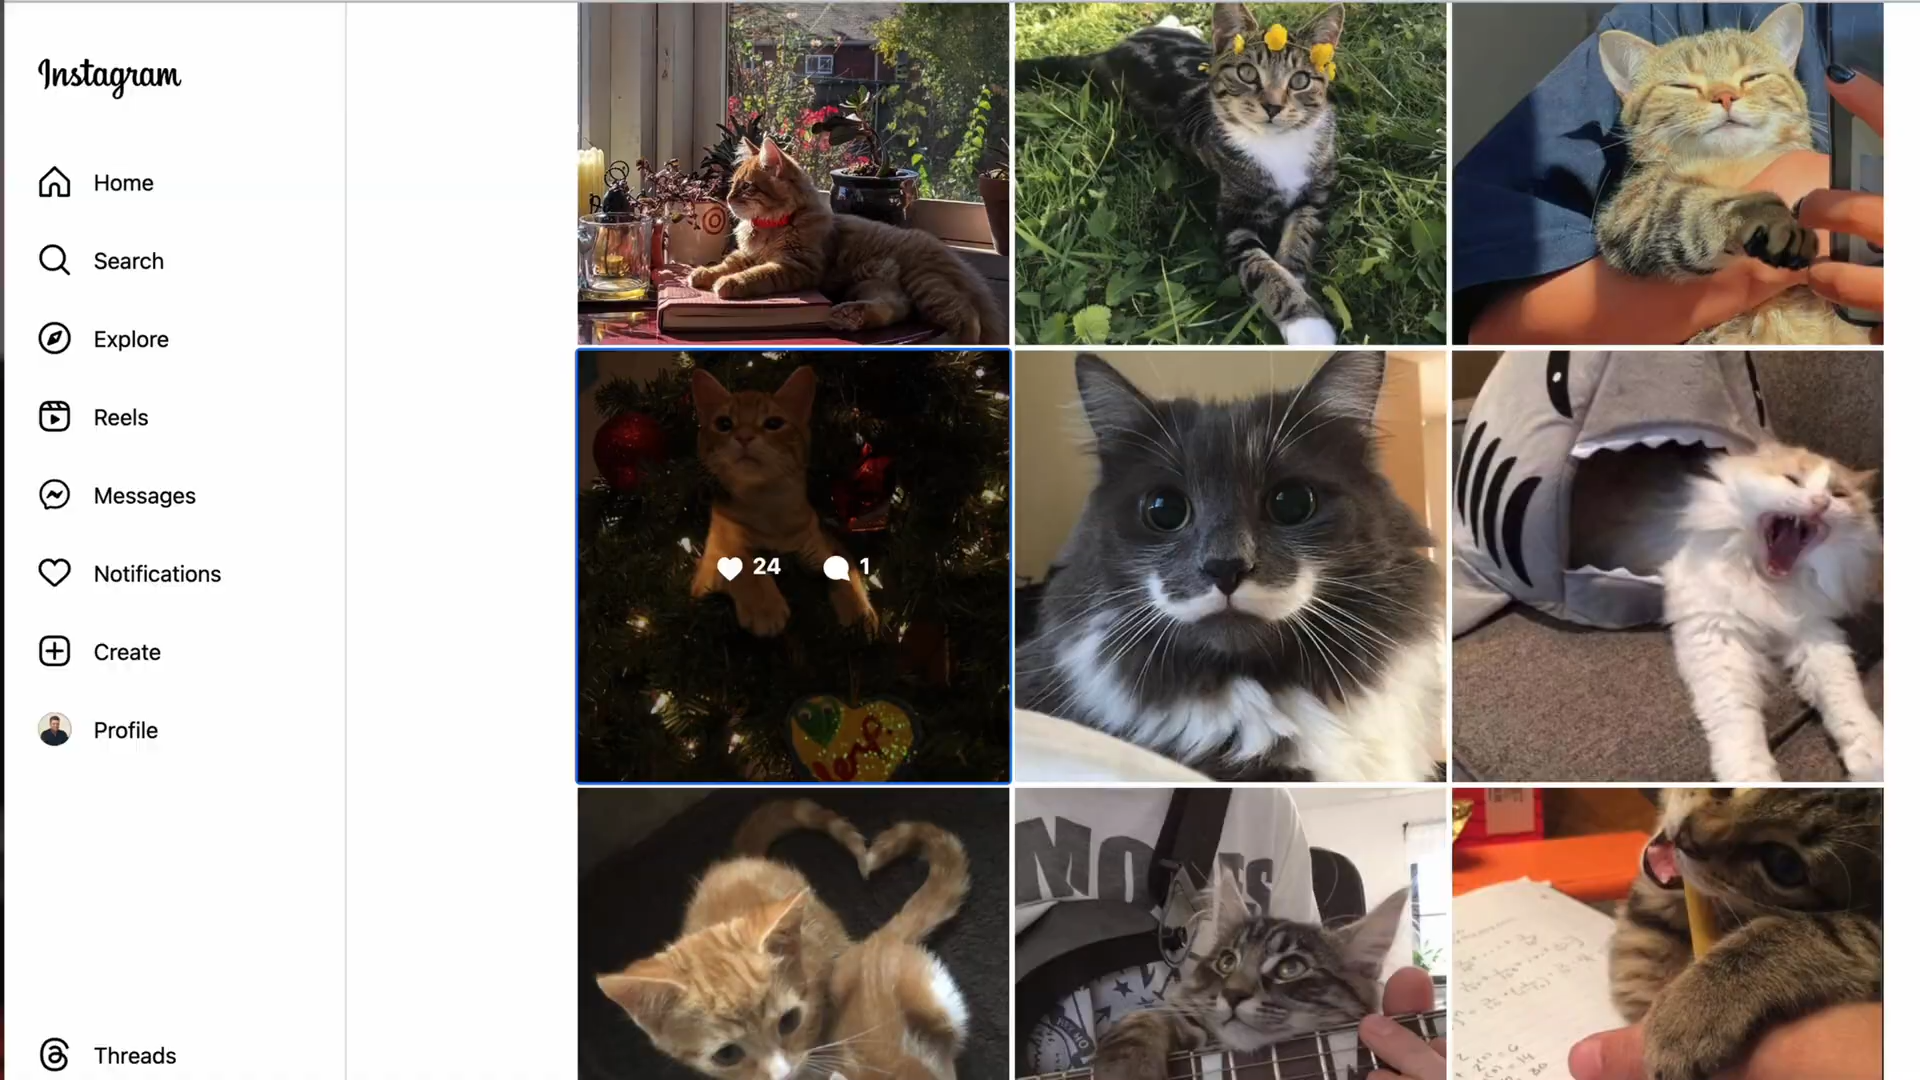 Instagram
Home
Search
Explore
Reels
Messages
Notifications
Create
Profile
Threads
24
1